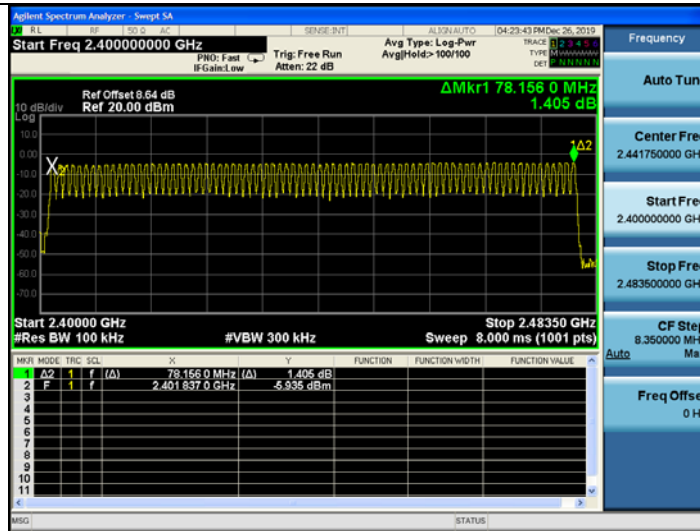 Agilent Spectrum Analyzer - Swept SA
RL RF 50 Ω AC SENSE:INT ALIGNAUTO 04:23:43 PM Dec 26, 2019
Start Freq 2.400000000 GHz
PNO: Fast
IFGain:Low
Trig: Free Run
Atten: 22 dB
Avg Type: Log-Pwr
Avg|Hold:>100/100
TRACE 1 2 3 4 5 6
TYPE M
DET P N N N N N
ΔMkr1 78.156 0 MHz
1.405 dB
Ref Offset 8.64 dB
Ref 20.00 dBm
10 dB/div
Log
10.0
0.00
-10.0
-20.0
-30.0
-40.0
-50.0
-60.0
-70.0
X2
1Δ2
Start 2.40000 GHz Stop 2.48350 GHz
#Res BW 100 kHz #VBW 300 kHz Sweep 8.000 ms (1001 pts)
MKR MODE TRC SCL X Y FUNCTION FUNCTION WIDTH FUNCTION VALUE
1 Δ2 1 f (Δ) 78.156 0 MHz (Δ) 1.405 dB
2 F 1 f 2.401 837 0 GHz -5.935 dBm
3
4
5
6
7
8
9
10
11
MSG STATUS
Frequency
Auto Tun
Center Fre
2.441750000 GH
Start Fre
2.400000000 GH
Stop Fre
2.483500000 GH
CF Ste
8.350000 MH
Auto Ma
Freq Offse
0 H